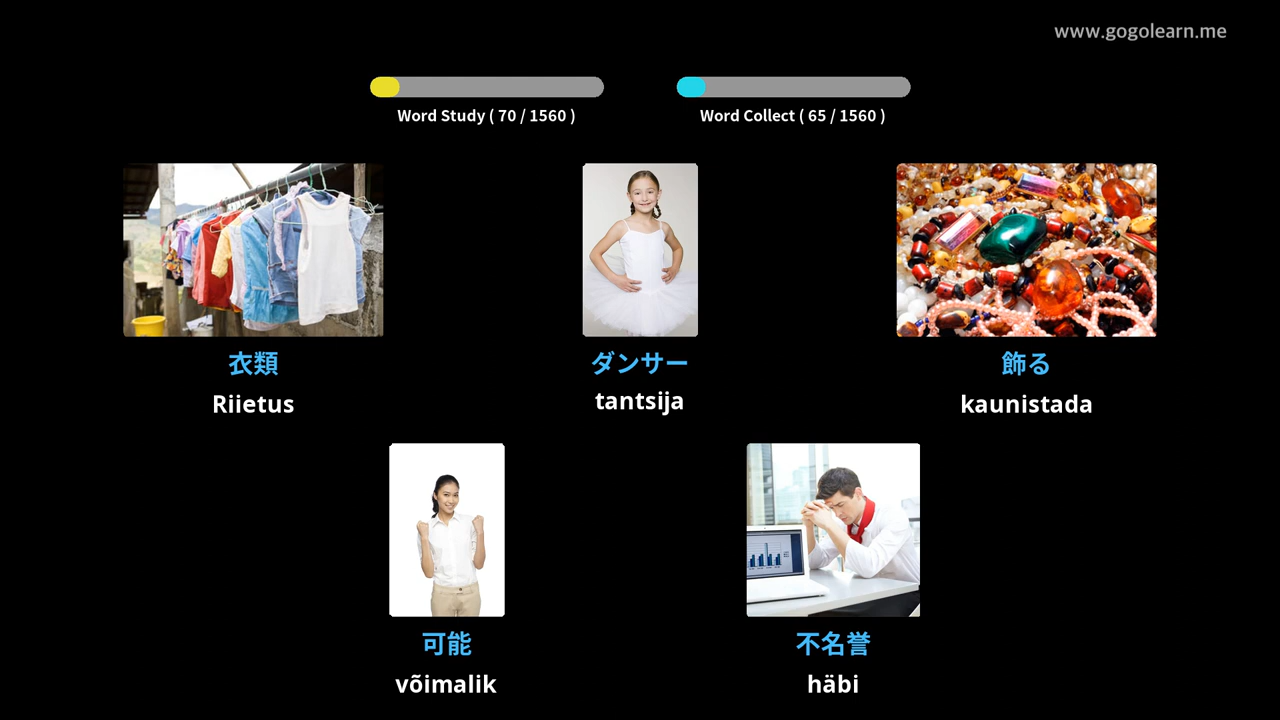 www.gogolearn.me
Word Study ( 70 / 1560 )
Word Collect ( 65 / 1560 )
衣類
ダンサー
飾る
Riietus
tantsija
kaunistada
可能
不名誉
võimalik
häbi